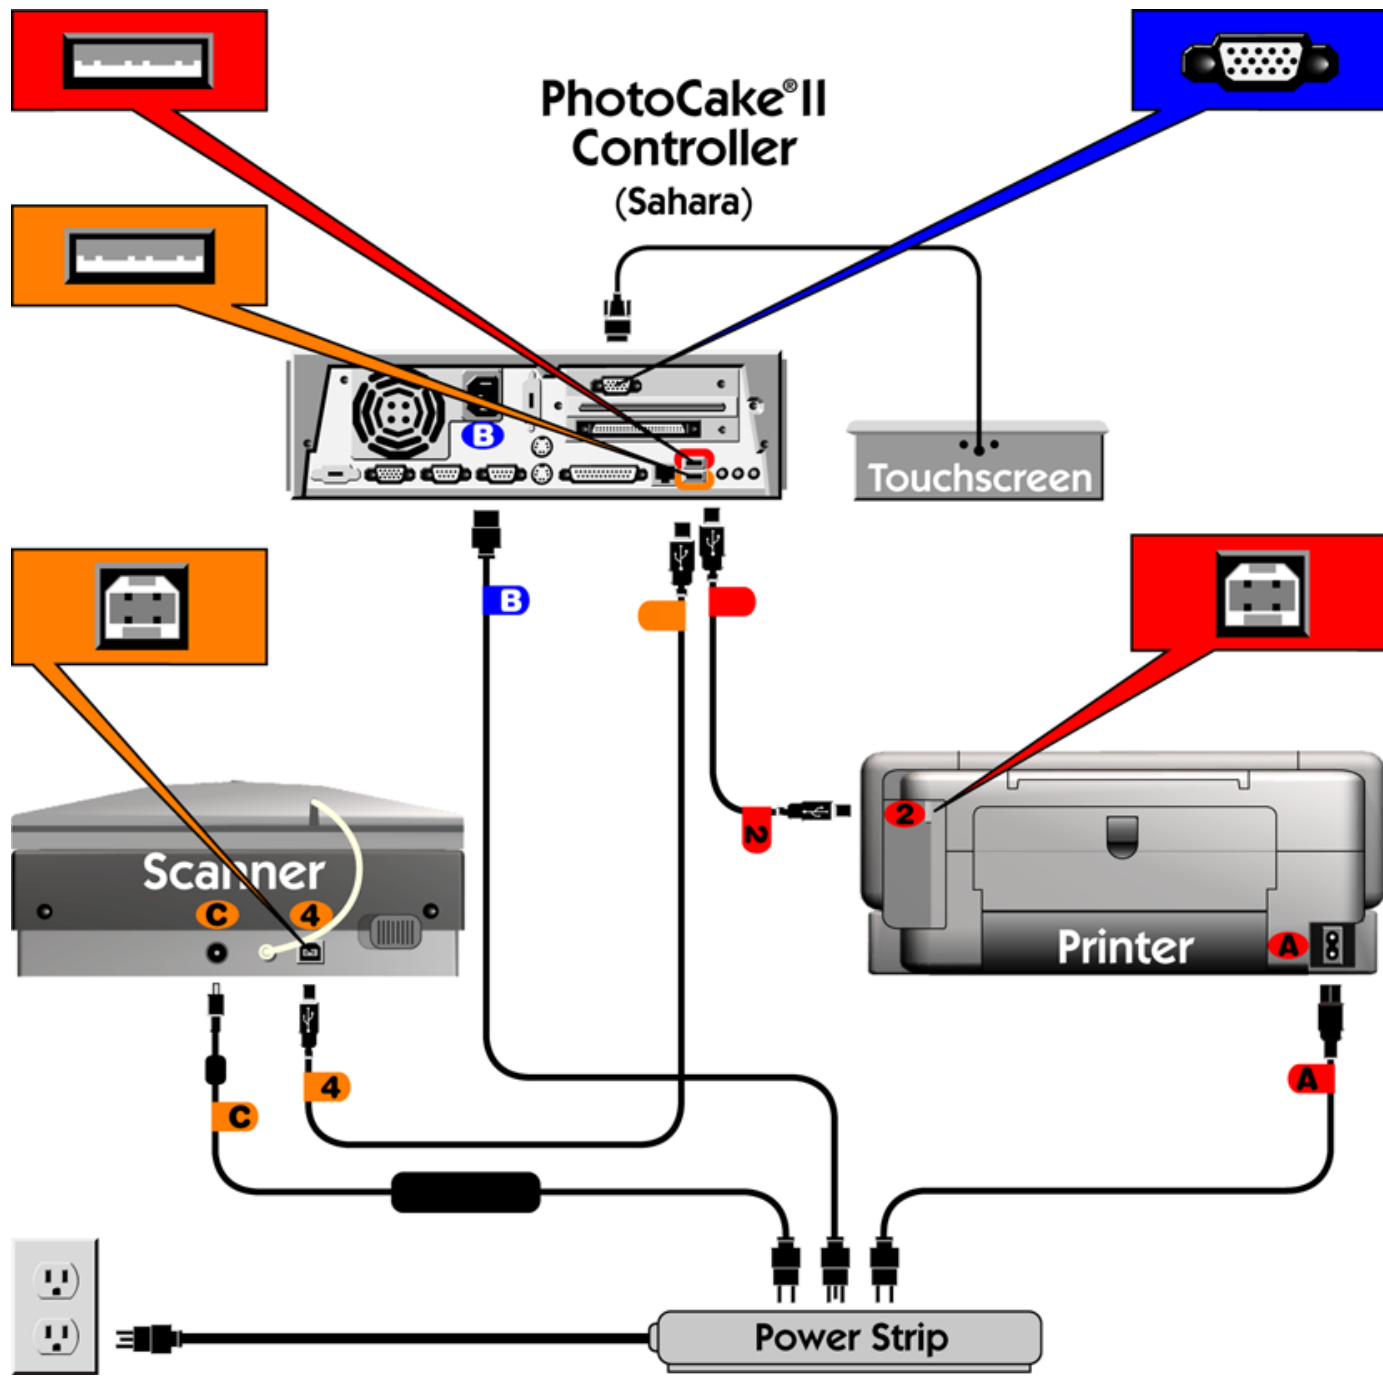 PhotoCake®II
Controller
(Sahara)
B
Touchscreen
B
2
2
Scanner
C
4
Printer
A
4
A
C
Power Strip